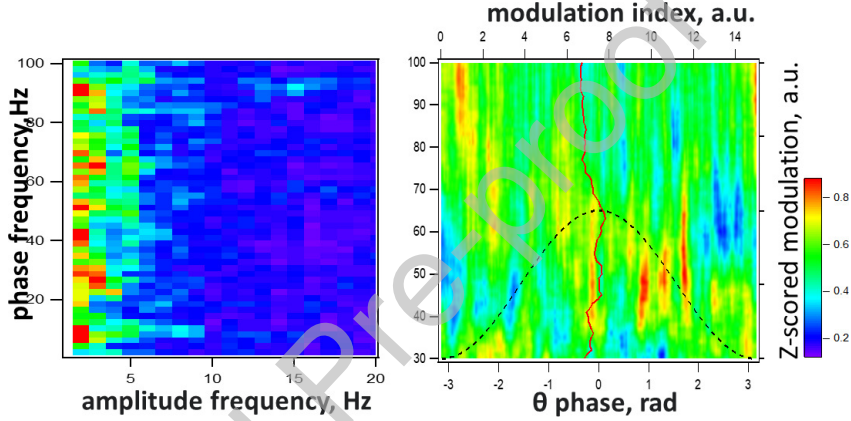 modulation index, a.u.
0 2 4 6 8 10 12 14
100
80
60
40
20
phase frequency,Hz
5 10 15 20
amplitude frequency, Hz
100
90
80
70
60
50
40
30
-3 -2 -1 0 1 2 3
θ phase, rad
Z-scored modulation, a.u.
0.8
0.6
0.4
0.2
Pre-proof